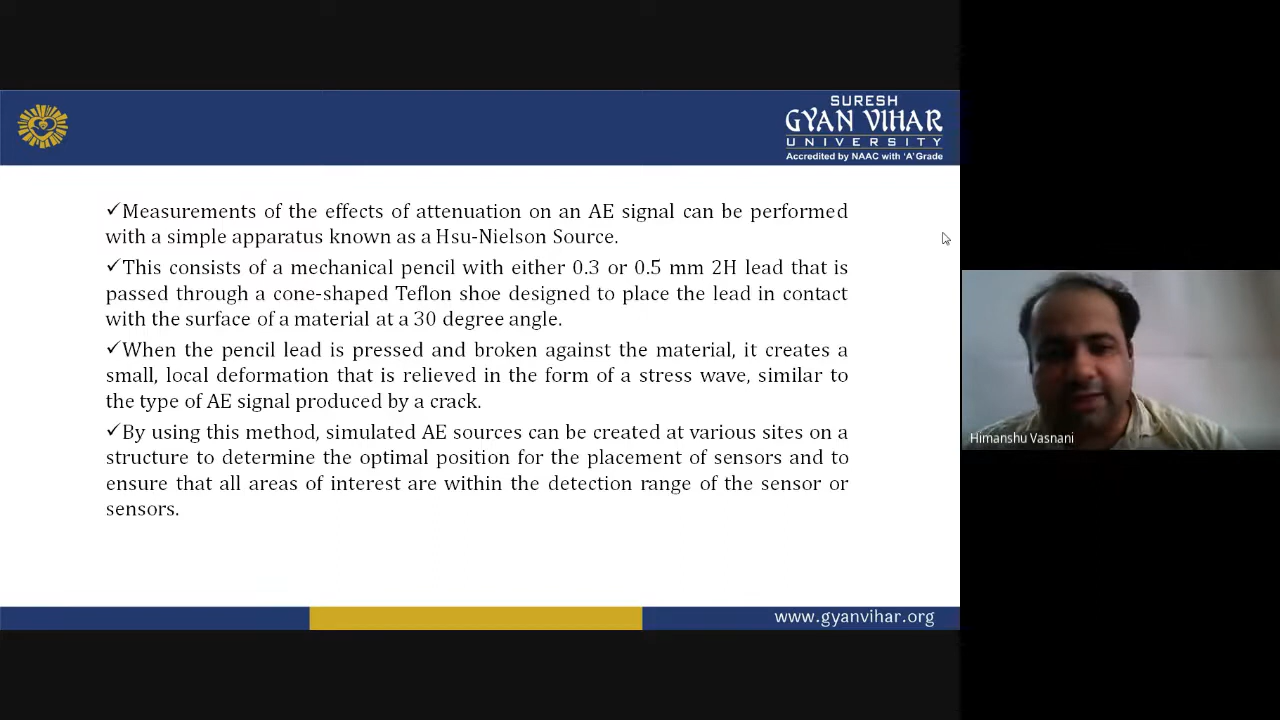 SURESH
GYAN VIHAR
UNIVERSITY
Accredited by NAAC with 'A' Grade
✓Measurements of the effects of attenuation on an AE signal can be performed
with a simple apparatus known as a Hsu-Nielson Source.
✓This consists of a mechanical pencil with either 0.3 or 0.5 mm 2H lead that is
passed through a cone-shaped Teflon shoe designed to place the lead in contact
with the surface of a material at a 30 degree angle.
✓When the pencil lead is pressed and broken against the material, it creates a
small, local deformation that is relieved in the form of a stress wave, similar to
the type of AE signal produced by a crack.
✓By using this method, simulated AE sources can be created at various sites on a
structure to determine the optimal position for the placement of sensors and to
ensure that all areas of interest are within the detection range of the sensor or
sensors.
Himanshu Vasnani
www.gyanvihar.org